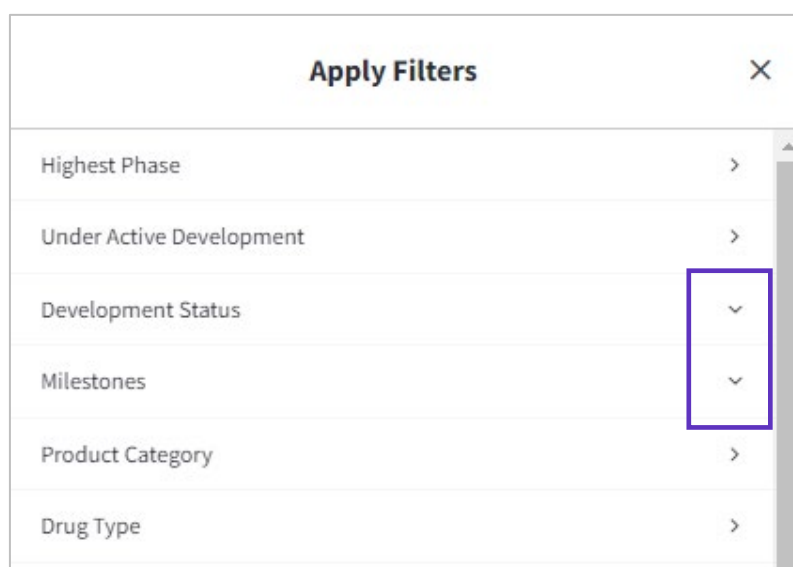 Apply Filters
Highest Phase
Under Active Development
Development Status
Milestones
Product Category
Drug Type